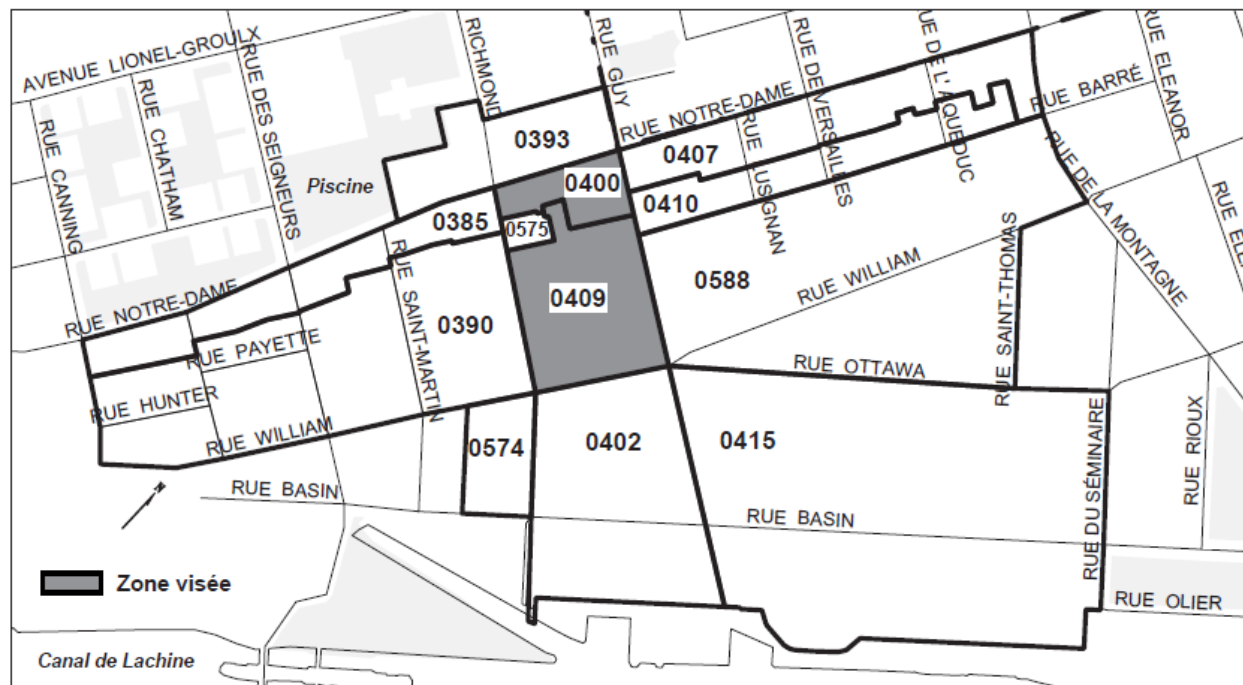 AVENUE LIONEL-GROULX
RUE CANNING
RUE CHATHAM
RUE DES SEIGNEURS
RICHMOND
RUE GUY
RUE NOTRE-DAME
RUE DE VERSAILLES
RUE DE L' AQUEDUC
RUE BARRÉ
RUE ELEANOR
Piscine
0393
0400
0407
RUE LUSIGNAN
0385
0575
0410
RUE DE LA MONTAGNE
RUE ELE
RUE NOTRE-DAME
RUE SAINT-MARTIN
0390
0409
0588
RUE WILLIAM
RUE SAINT-THOMAS
RUE PAYETTE
RUE HUNTER
RUE OTTAWA
RUE WILLIAM
0574
0402
0415
RUE DU SÉMINAIRE
RUE RIOUX
N
RUE BASIN
RUE BASIN
Zone visée
RUE OLIER
Canal de Lachine